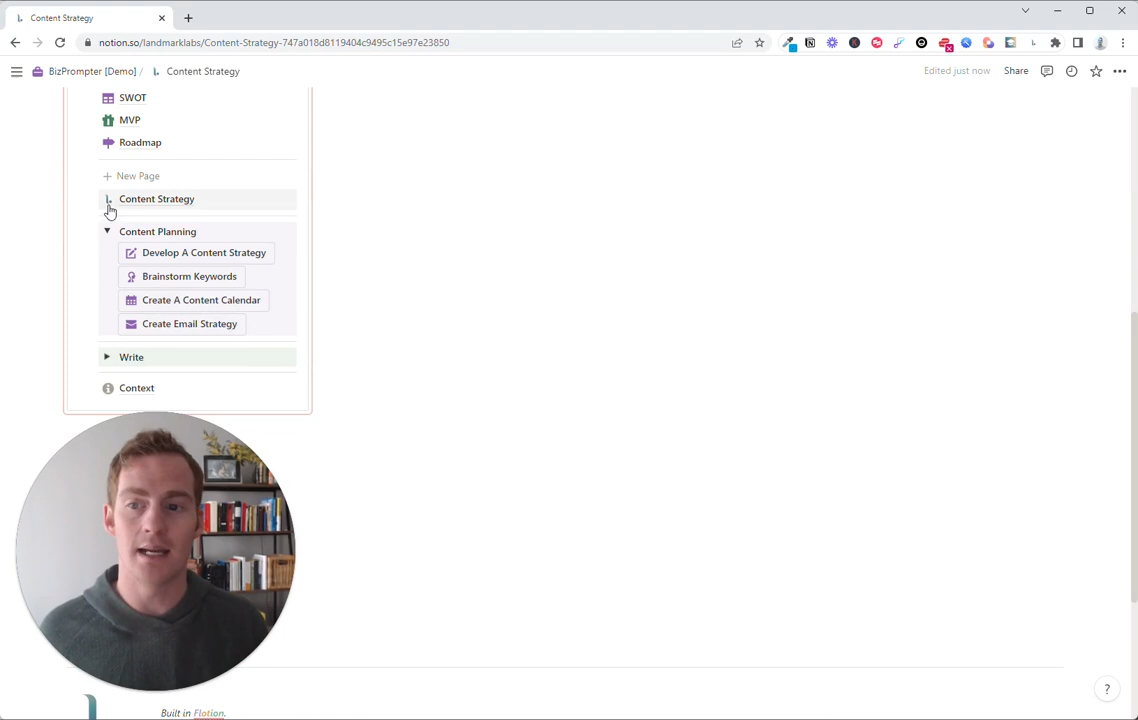 Content Strategy
notion.so/landmarklabs/Content-Strategy-747a018d8119404c9495c15e97e23850
BizPrompter [Demo] / Content Strategy
Edited just now Share
SWOT
MVP
Roadmap
+ New Page
Content Strategy
Content Planning
Develop A Content Strategy
Brainstorm Keywords
Create A Content Calendar
Create Email Strategy
Write
Context
?
Built in Flotion.